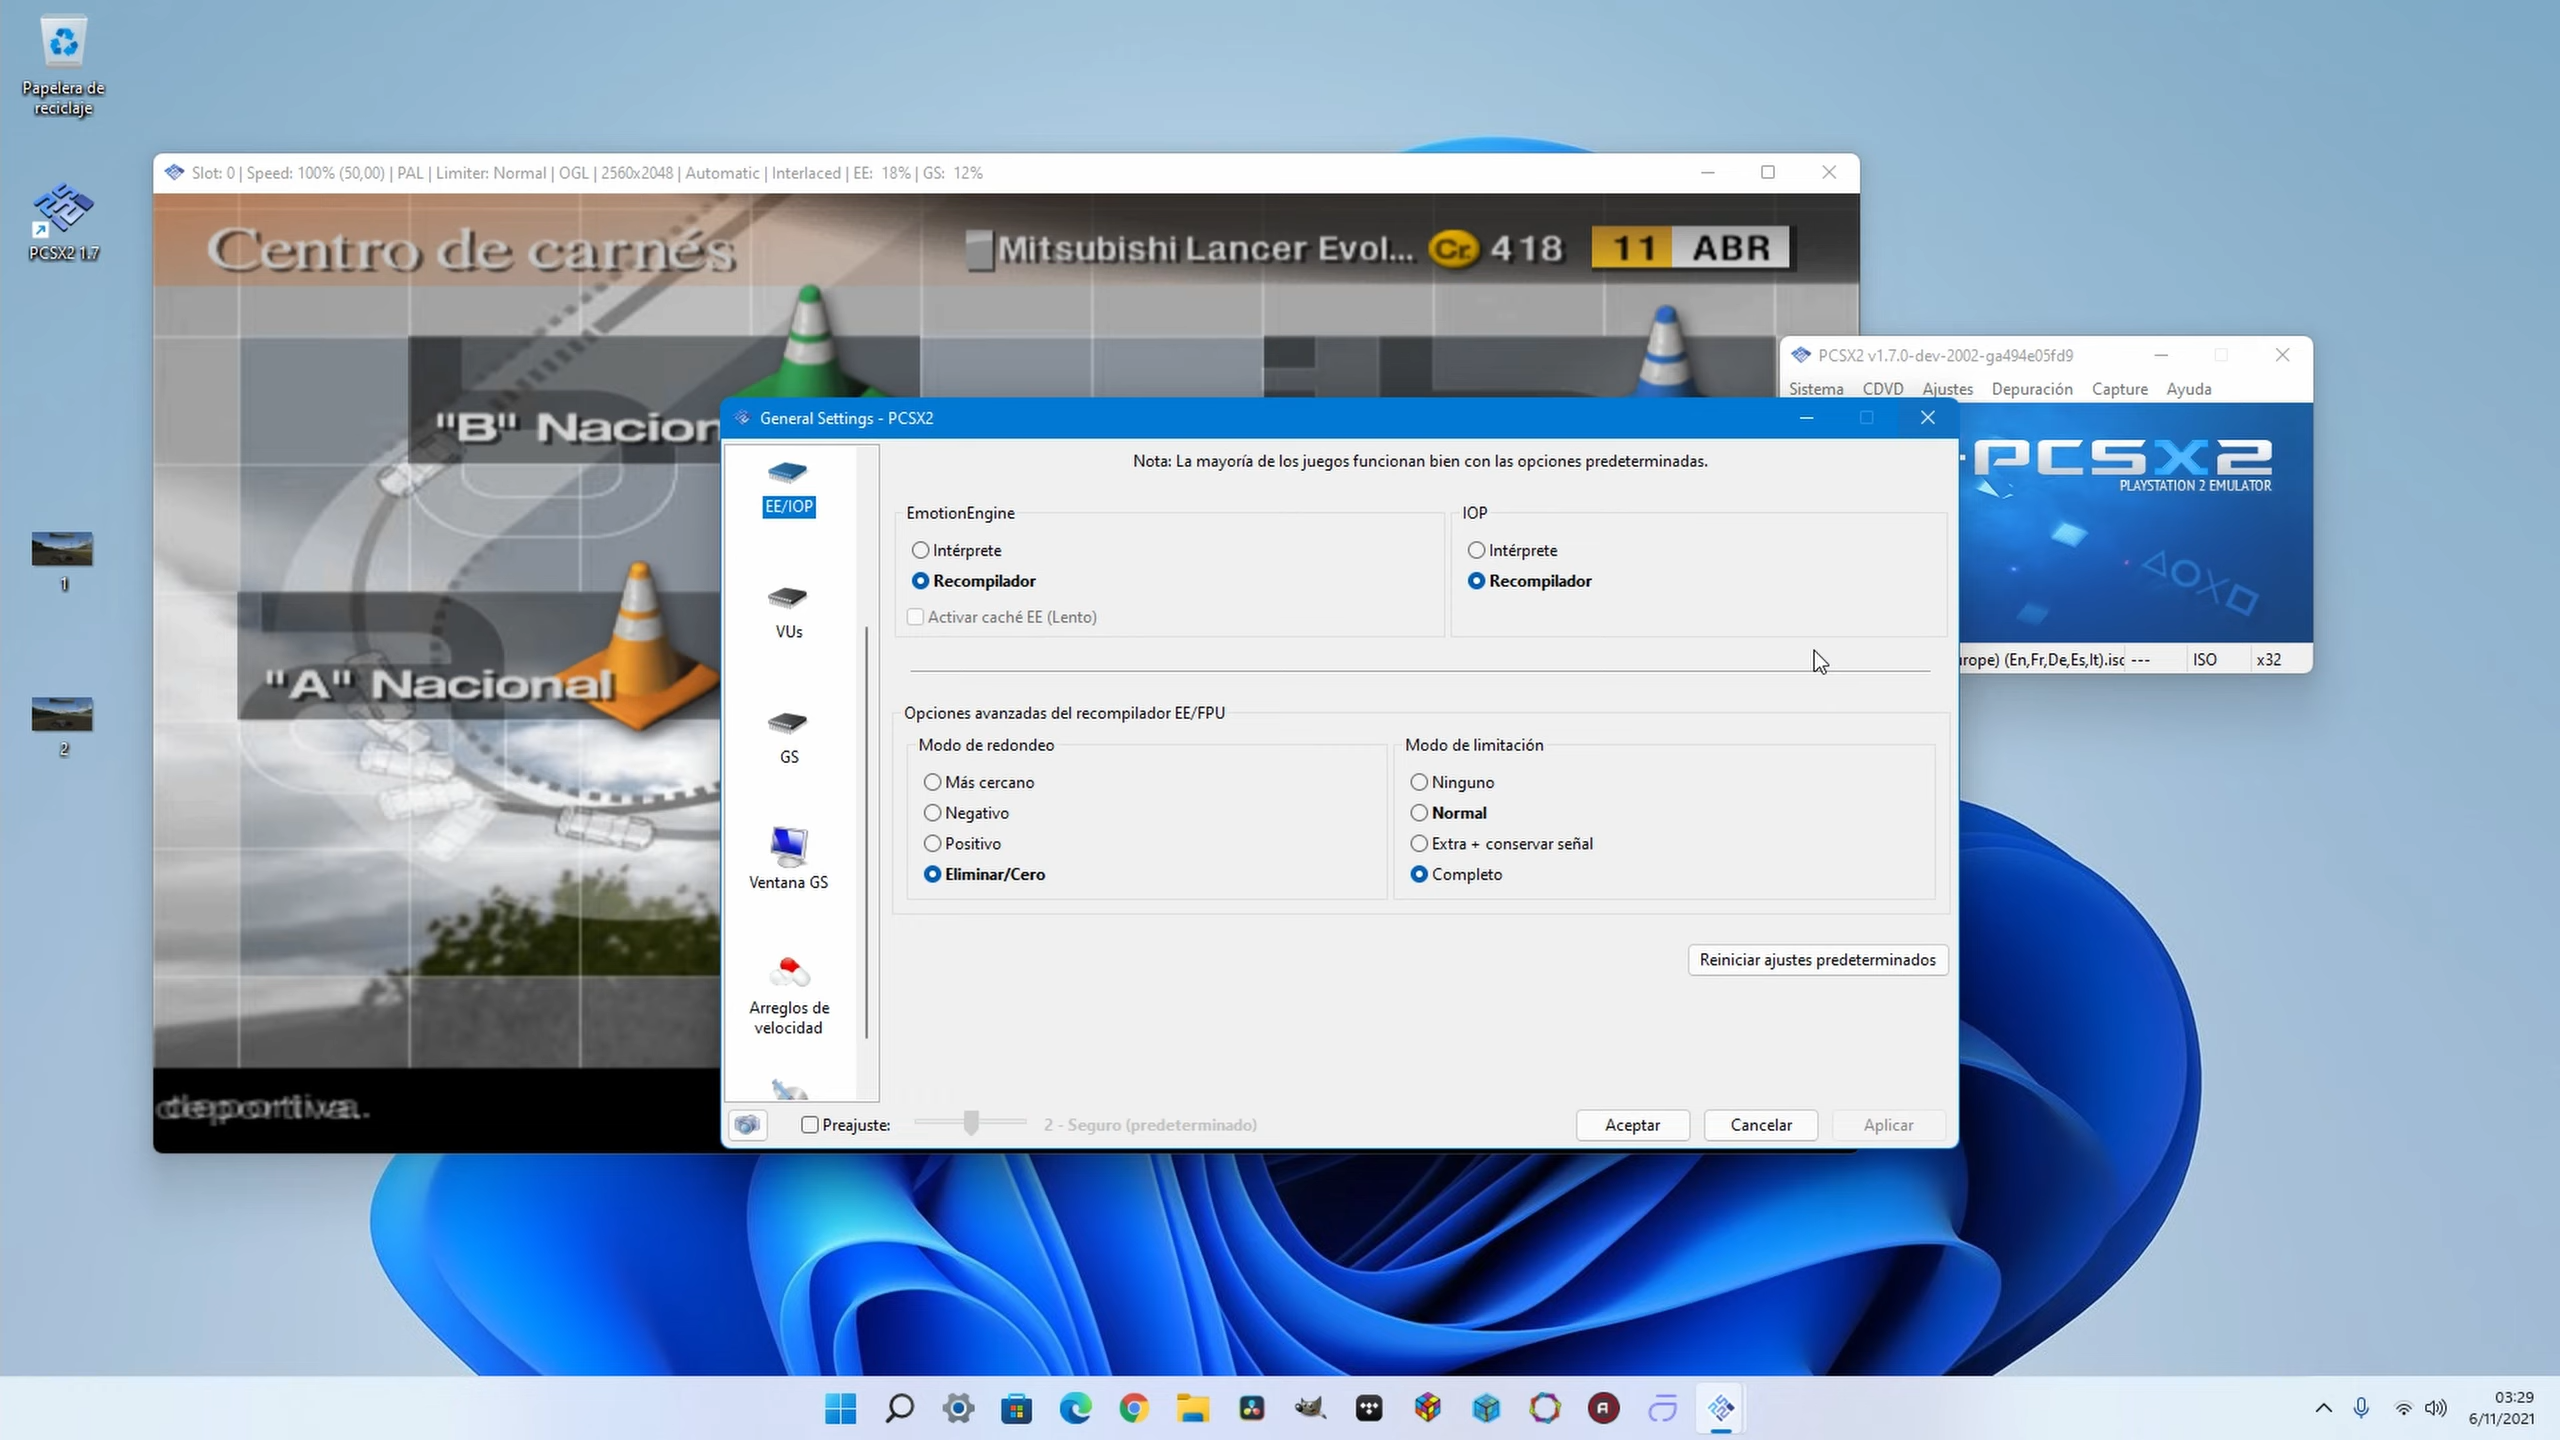 Papelera de
reciclaje
PCSX2 1.7
1
2
Slot: 0 | Speed: 100% (50,00) | PAL | Limiter: Normal | OGL | 2560x2048 | Automatic | Interlaced | EE: 18% | GS: 12%
Centro de carnés
Mitsubishi Lancer Evol... Cr. 418 11 ABR
"B" Nacion
"A" Nacional
deportiva.
PCSX2 v1.7.0-dev-2002-ga494e05fd9
Sistema CDVD Ajustes Depuración Capture Ayuda
PCSX2
PLAYSTATION 2 EMULATOR
urope) (En,Fr,De,Es,It).isc --- ISO x32
General Settings - PCSX2
EE/IOP
VUs
GS
Ventana GS
Arreglos de
velocidad
Nota: La mayoría de los juegos funcionan bien con las opciones predeterminadas.
EmotionEngine
Intérprete
Recompilador
Activar caché EE (Lento)
IOP
Intérprete
Recompilador
Opciones avanzadas del recompilador EE/FPU
Modo de redondeo
Más cercano
Negativo
Positivo
Eliminar/Cero
Modo de limitación
Ninguno
Normal
Extra + conservar señal
Completo
Reiniciar ajustes predeterminados
Preajuste: 2 - Seguro (predeterminado)
Aceptar Cancelar Aplicar
03:29
6/11/2021